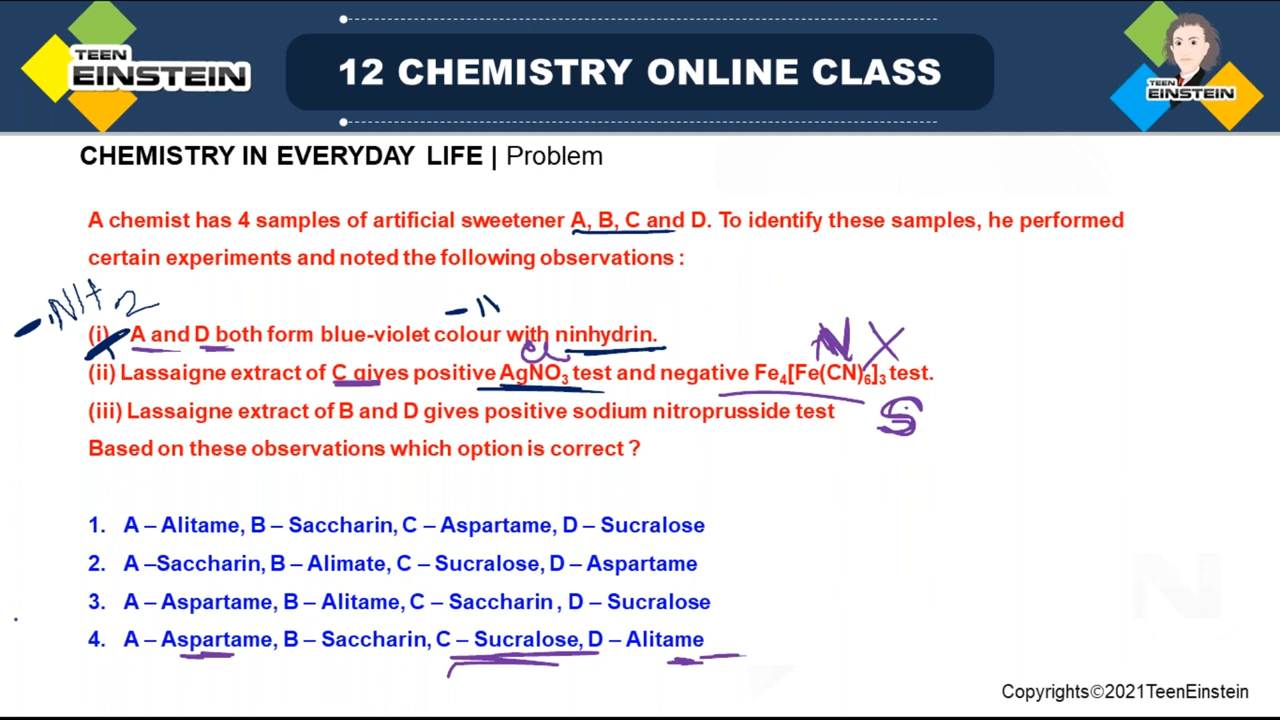 TEEN
EINSTEIN
12 CHEMISTRY ONLINE CLASS
TEEN
EINSTEIN
CHEMISTRY IN EVERYDAY LIFE | Problem
A chemist has 4 samples of artificial sweetener A, B, C and D. To identify these samples, he performed
certain experiments and noted the following observations :
-NH2
(i) A and D both form blue-violet colour with ninhydrin.
Cl
N X
(ii) Lassaigne extract of C gives positive AgNO3 test and negative Fe4[Fe(CN)6]3 test.
(iii) Lassaigne extract of B and D gives positive sodium nitroprusside test
S
Based on these observations which option is correct ?
1. A – Alitame, B – Saccharin, C – Aspartame, D – Sucralose
2. A –Saccharin, B – Alimate, C – Sucralose, D – Aspartame
3. A – Aspartame, B – Alitame, C – Saccharin , D – Sucralose
4. A – Aspartame, B – Saccharin, C – Sucralose, D – Alitame
Copyrights©2021TeenEinstein